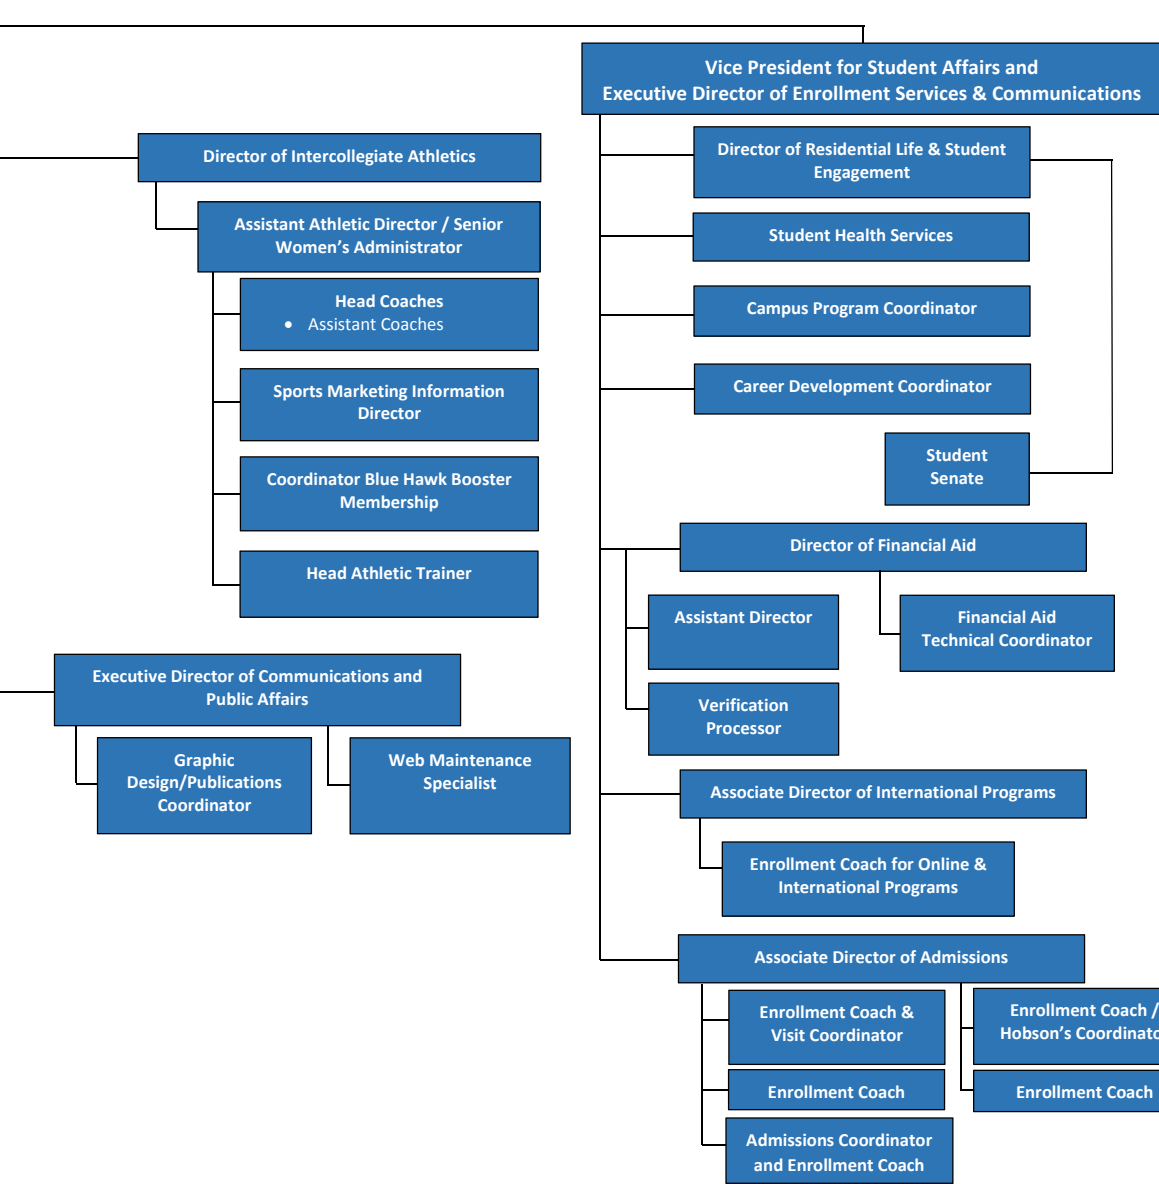 Vice President for Student Affairs and
Executive Director of Enrollment Services & Communications
Director of Intercollegiate Athletics
Assistant Athletic Director / Senior
Women’s Administrator
Head Coaches
• Assistant Coaches
Sports Marketing Information
Director
Coordinator Blue Hawk Booster
Membership
Head Athletic Trainer
Executive Director of Communications and
Public Affairs
Graphic
Design/Publications
Coordinator
Web Maintenance
Specialist
Director of Residential Life & Student
Engagement
Student Health Services
Campus Program Coordinator
Career Development Coordinator
Student
Senate
Director of Financial Aid
Assistant Director
Financial Aid
Technical Coordinator
Verification
Processor
Associate Director of International Programs
Enrollment Coach for Online &
International Programs
Associate Director of Admissions
Enrollment Coach &
Visit Coordinator
Enrollment Coach
Admissions Coordinator
and Enrollment Coach
Enrollment Coach /
Hobson’s Coordinato
Enrollment Coach